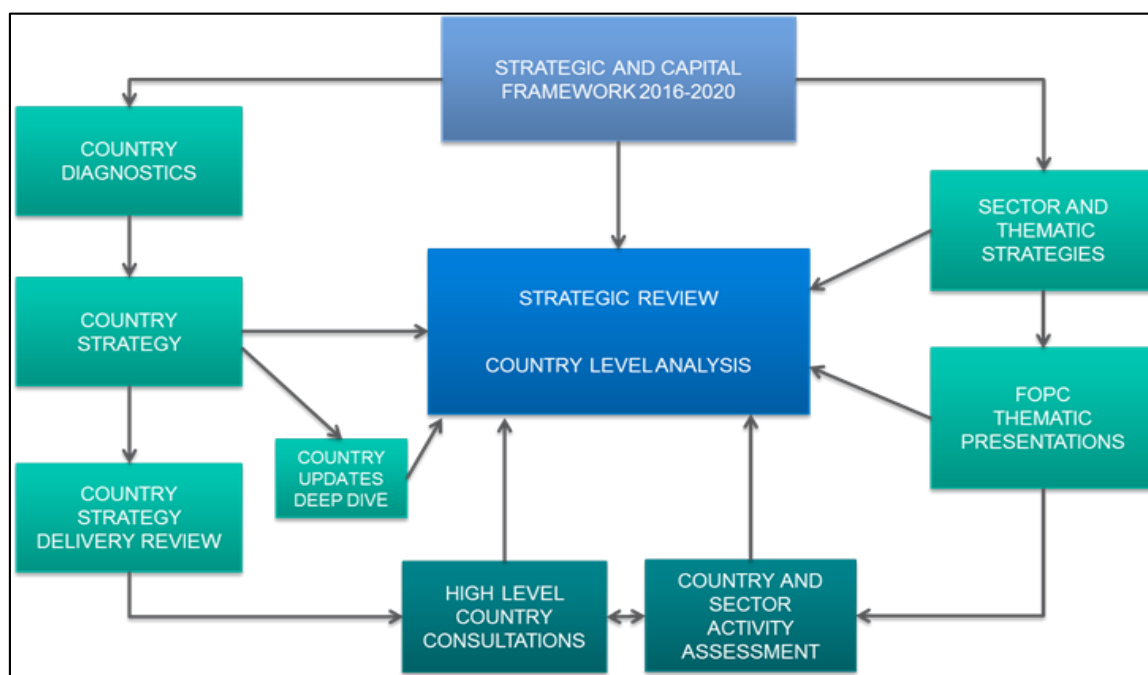 STRATEGIC AND CAPITAL
FRAMEWORK 2016-2020
COUNTRY
DIAGNOSTICS
SECTOR AND
THEMATIC
STRATEGIES
STRATEGIC REVIEW
COUNTRY LEVEL ANALYSIS
COUNTRY
STRATEGY
FOPC
THEMATIC
PRESENTATIONS
COUNTRY
UPDATES
DEEP DIVE
COUNTRY
STRATEGY
DELIVERY REVIEW
HIGH LEVEL
COUNTRY
CONSULTATIONS
COUNTRY AND
SECTOR
ACTIVITY
ASSESSMENT